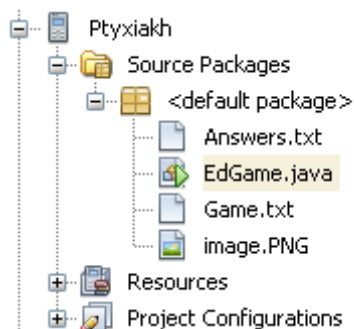 Ptyxiakh
Source Packages
<default package>
Answers.txt
EdGame.java
Game.txt
image.PNG
Resources
Project Configurations